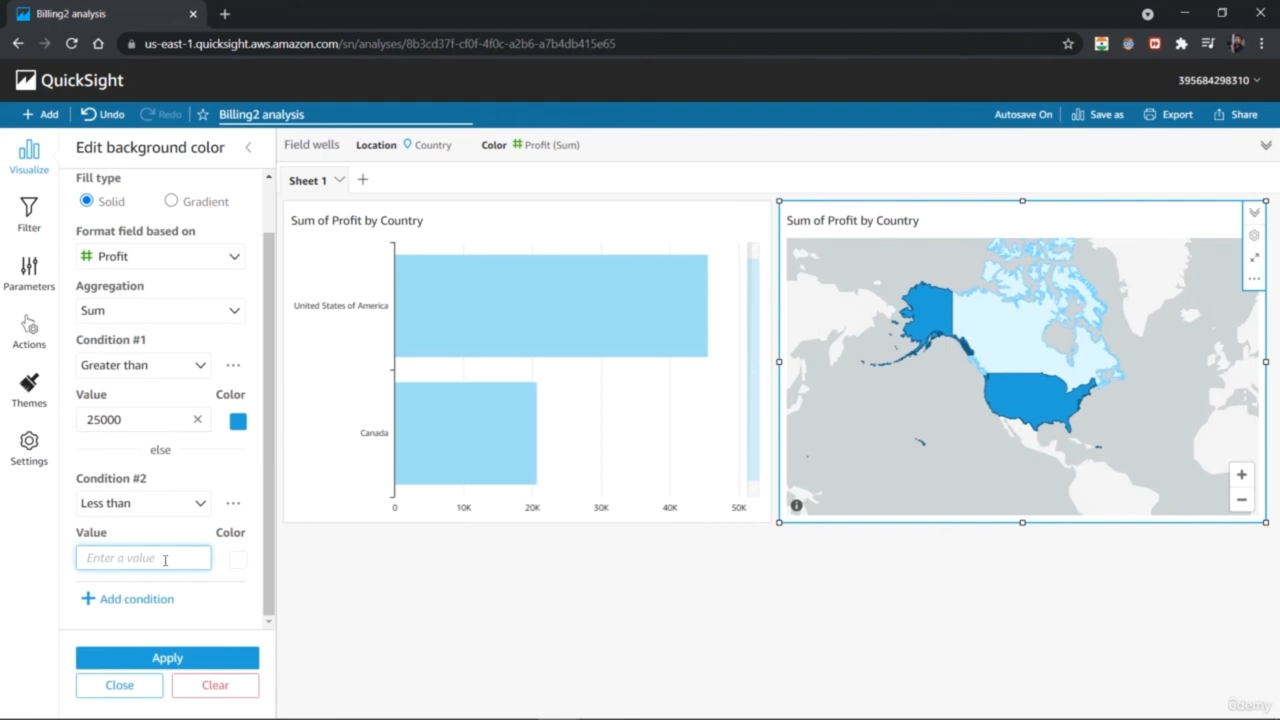 Billing2 analysis
us-east-1.quicksight.aws.amazon.com/sn/analyses/8b3cd37f-cf0f-4f0c-a2b6-a7b4db415e65
QuickSight
395684298310
Add
Undo
Redo
Billing2 analysis
Autosave On
Save as
Export
Share
Visualize
Filter
Parameters
Actions
Themes
Settings
Edit background color
Fill type
Solid
Gradient
Format field based on
Profit
Aggregation
Sum
Condition #1
Greater than
Value
Color
25000
else
Condition #2
Less than
Value
Color
Enter a value
Add condition
Apply
Close
Clear
Field wells
Location
Country
Color
Profit (Sum)
Sheet 1
Sum of Profit by Country
United States of America
Canada
0
10K
20K
30K
40K
50K
Sum of Profit by Country
ûdemy